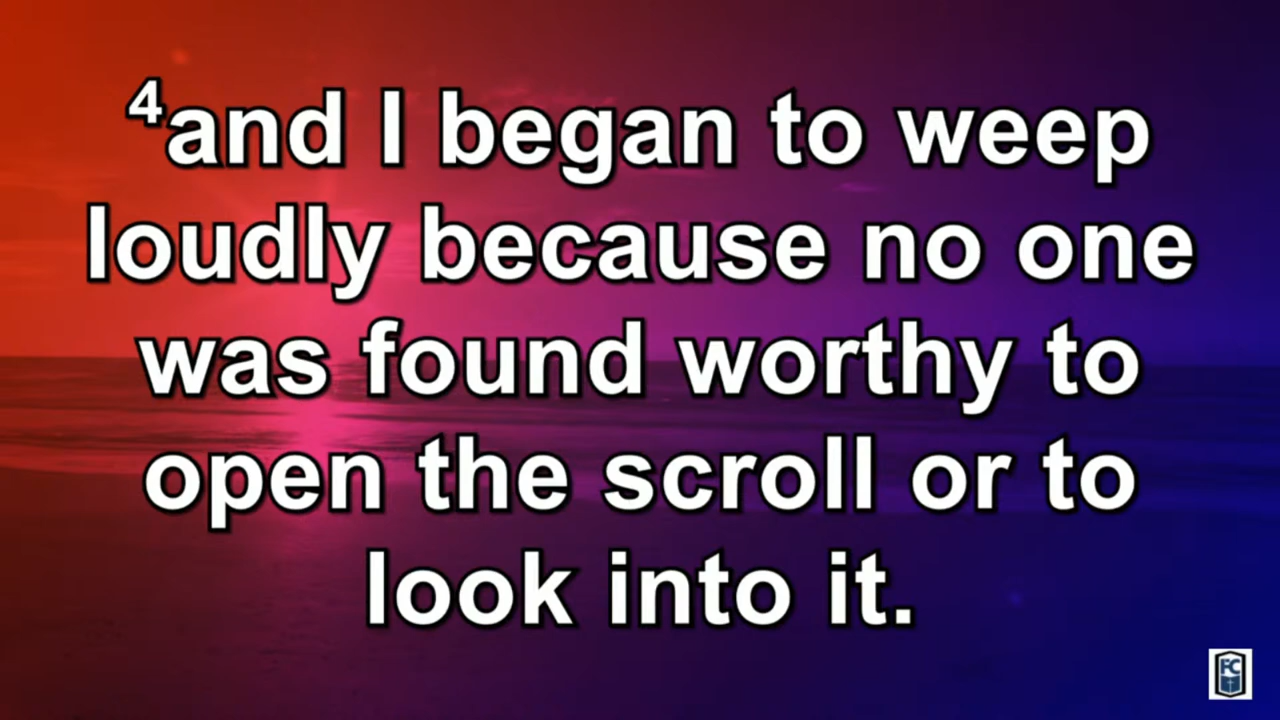 ⁴and I began to weep
loudly because no one
was found worthy to
open the scroll or to
look into it.
FC